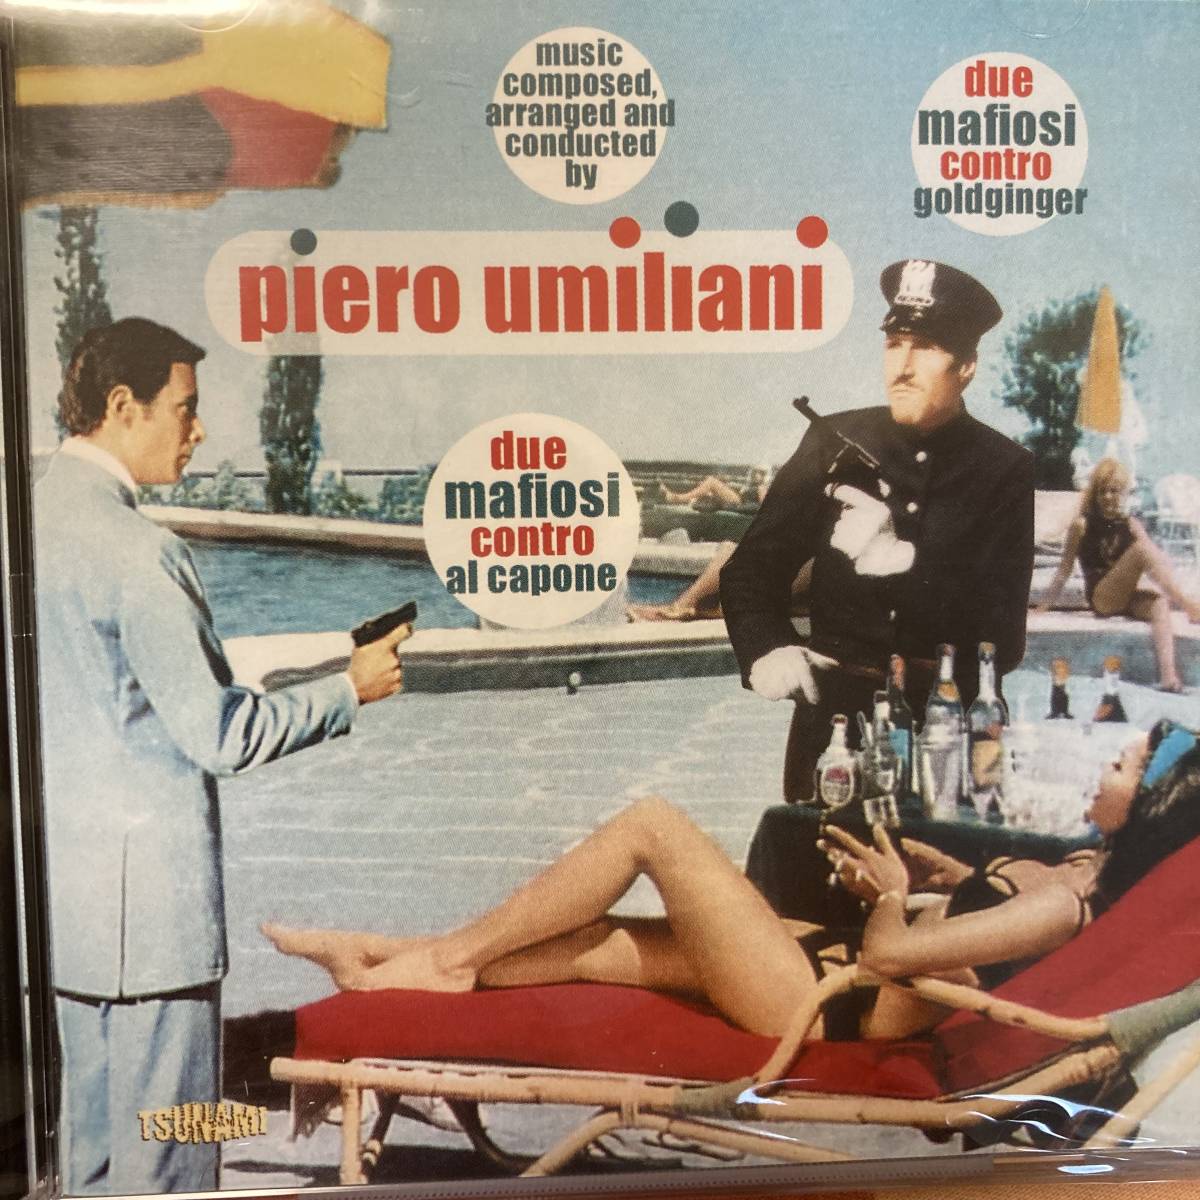 music
composed,
arranged and
conducted
by
due
mafiosi
contro
goldginger
piero umiliani
due
mafiosi
contro
al capone
TSUNAMI